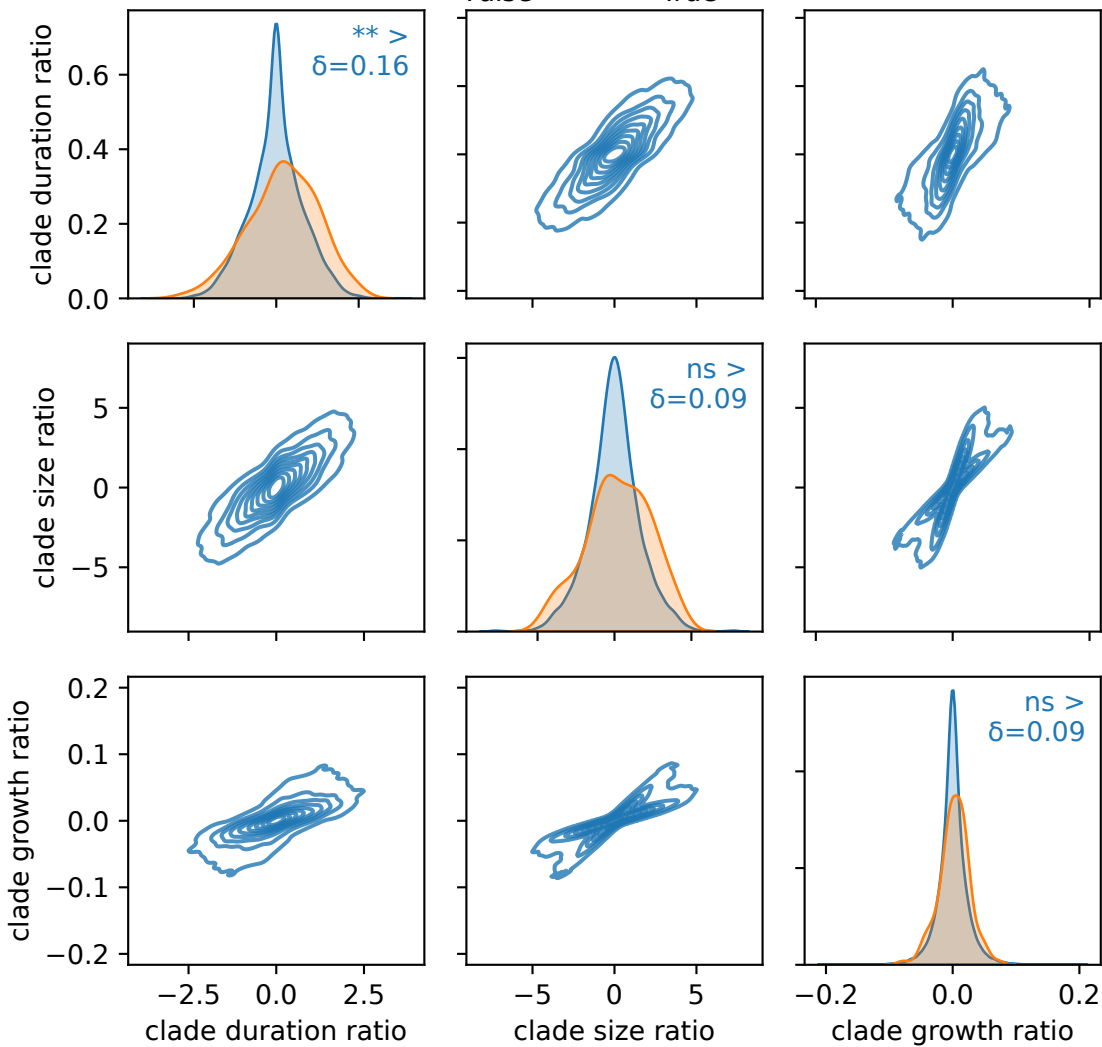 ** >
δ=0.16
clade duration ratio
0.6
0.4
0.2
0.0
ns >
δ=0.09
clade size ratio
5
0
−5
ns >
δ=0.09
clade growth ratio
0.2
0.1
0.0
−0.1
−0.2
−2.5 0.0 2.5 −5 0 5 −0.2 0.0 0.2
clade duration ratio clade size ratio clade growth ratio